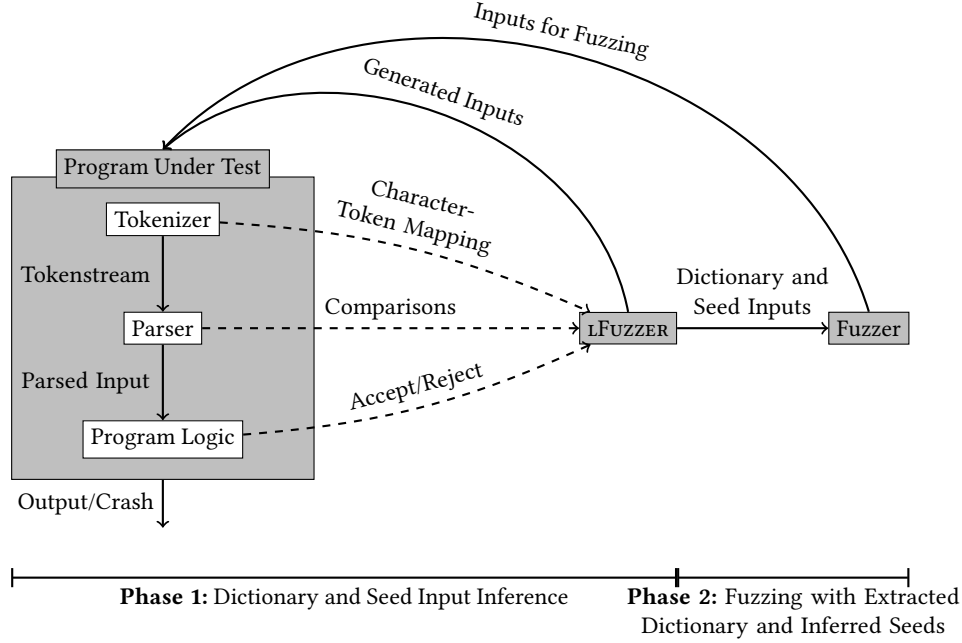 Inputs for Fuzzing
Generated Inputs
Program Under Test
Tokenizer
Character-
Token Mapping
Tokenstream
Dictionary and
Seed Inputs
Comparisons
Parser
LFUZZER
Fuzzer
Parsed Input
Accept/Reject
Program Logic
Output/Crash
Phase 1: Dictionary and Seed Input Inference
Phase 2: Fuzzing with Extracted
Dictionary and Inferred Seeds